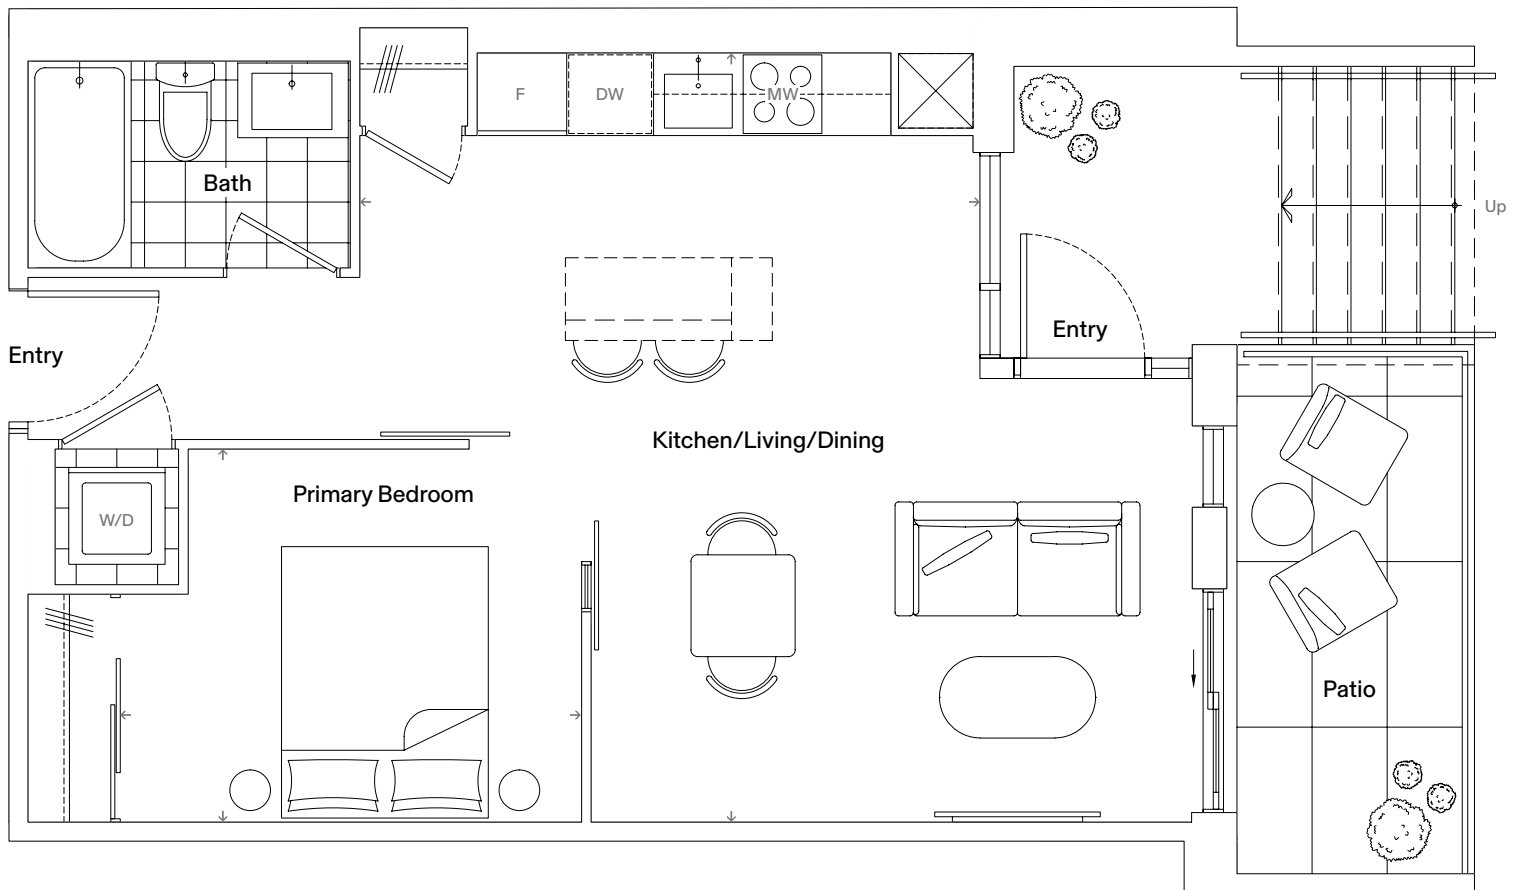 F
DW
MW
Bath
Up
Entry
Entry
Kitchen/Living/Dining
Primary Bedroom
W/D
Patio